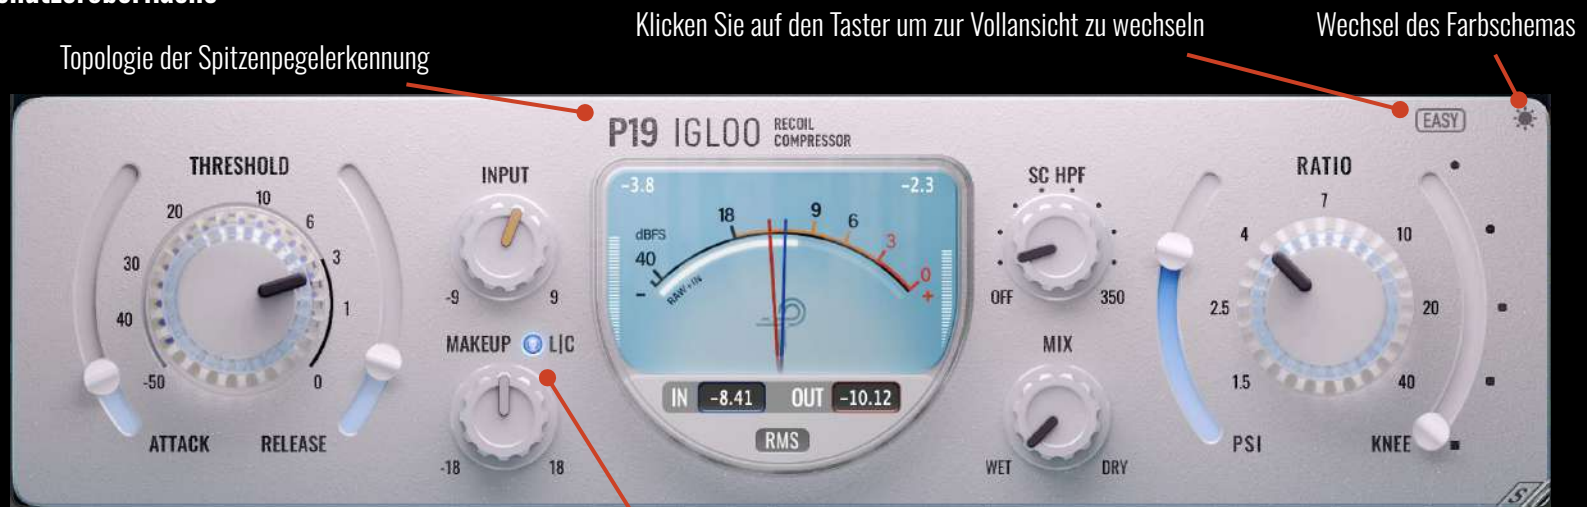 Klicken Sie auf den Taster um zur Vollansicht zu wechseln
Wechsel des Farbschemas
Topologie der Spitzenpegelerkennung
P19 IGLOO RECOIL
COMPRESSOR
EASY
THRESHOLD
10
20
6
30
3
40
1
-50
0
ATTACK
RELEASE
INPUT
-9
9
MAKEUP
L|C
-18
18
-3.8
-2.3
dBFS
40
18
9
6
3
0
-
+
RAW+IN
IN -8.41
OUT -10.12
RMS
SC HPF
OFF
350
MIX
WET
DRY
RATIO
7
4
10
2.5
20
1.5
40
PSI
KNEE